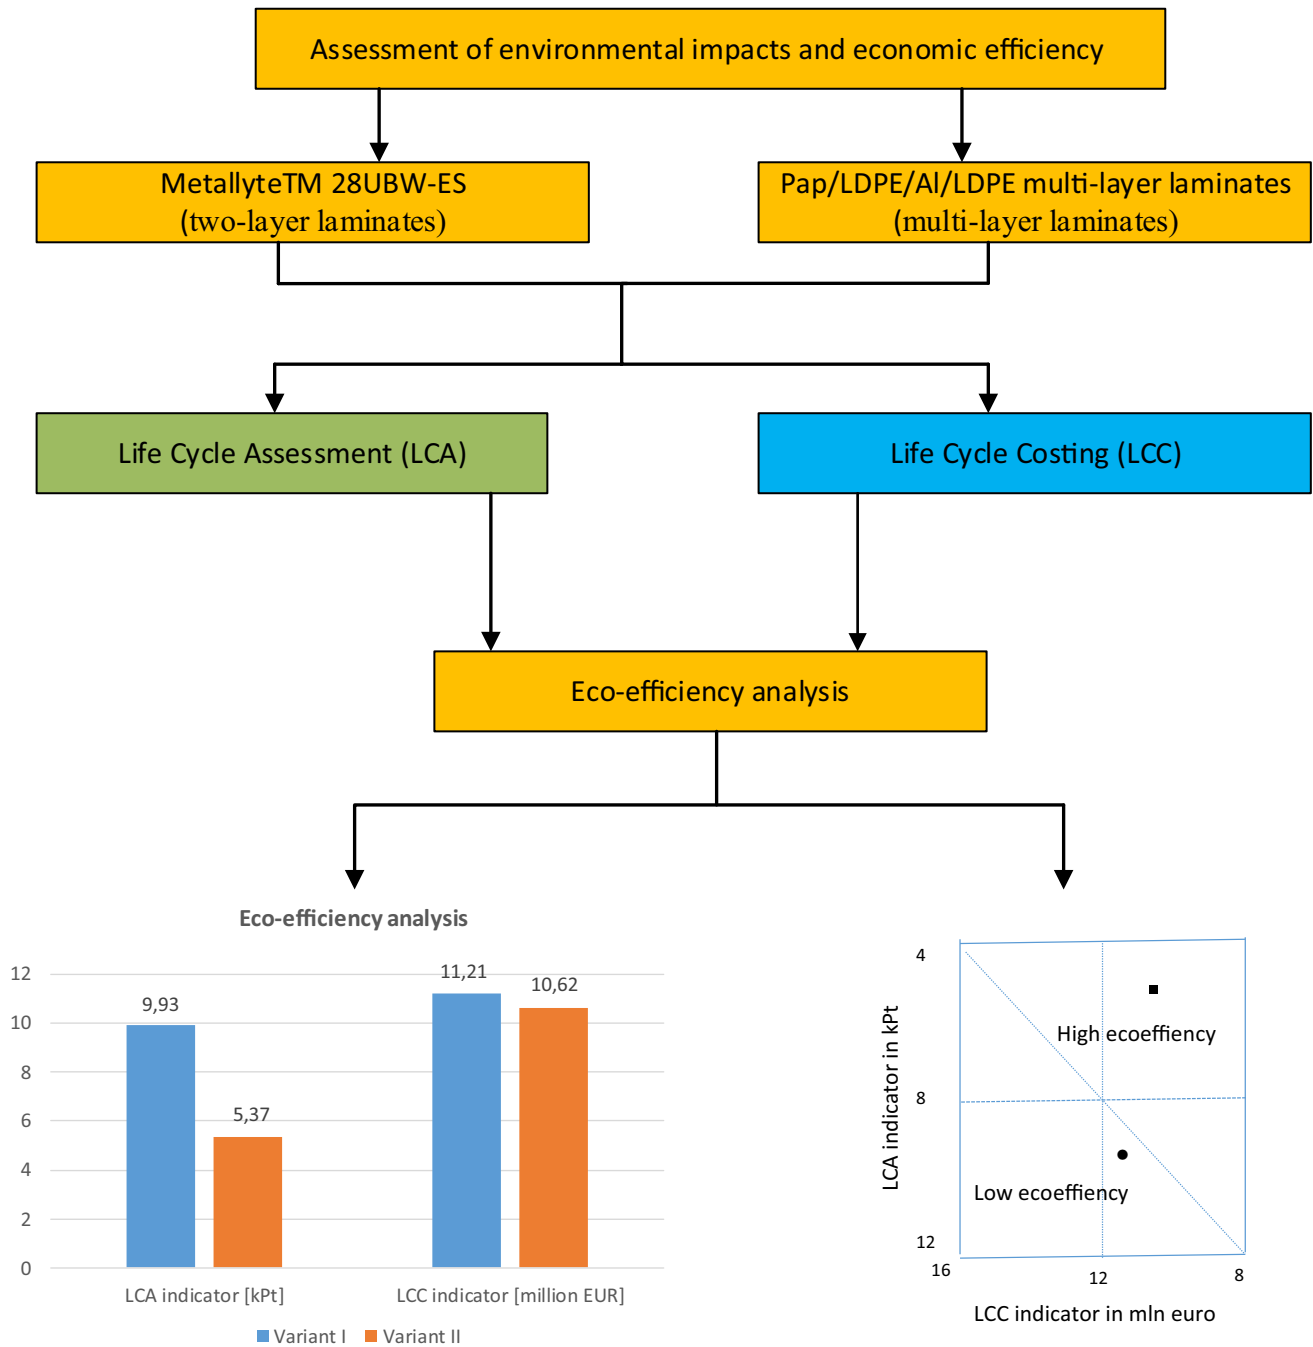 Assessment of environmental impacts and economic efficiency
MetallyteTM 28UBW-ES
(two-layer laminates)
Pap/LDPE/Al/LDPE multi-layer laminates
(multi-layer laminates)
Life Cycle Assessment (LCA)
Life Cycle Costing (LCC)
Eco-efficiency analysis
Eco-efficiency analysis
12
10
8
6
4
2
0
9,93
5,37
11,21
10,62
LCA indicator [kPt]
LCC indicator [million EUR]
Variant I
Variant II
LCA indicator in kPt
4
8
12
High ecoeffiency
Low ecoeffiency
16
12
8
LCC indicator in mln euro